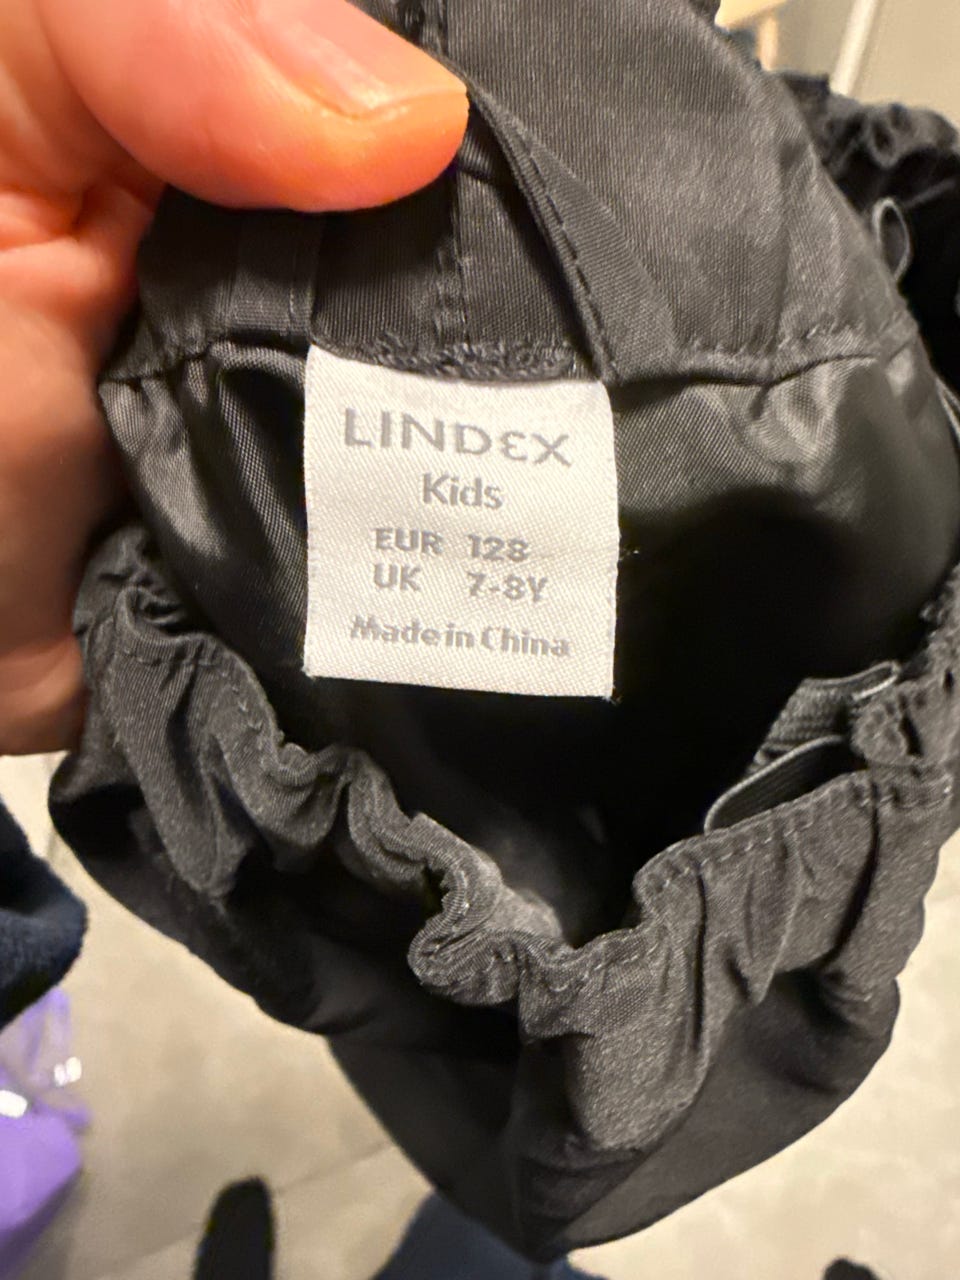 LINDEX
Kids
EUR 128
UK 7-8Y
Made in China